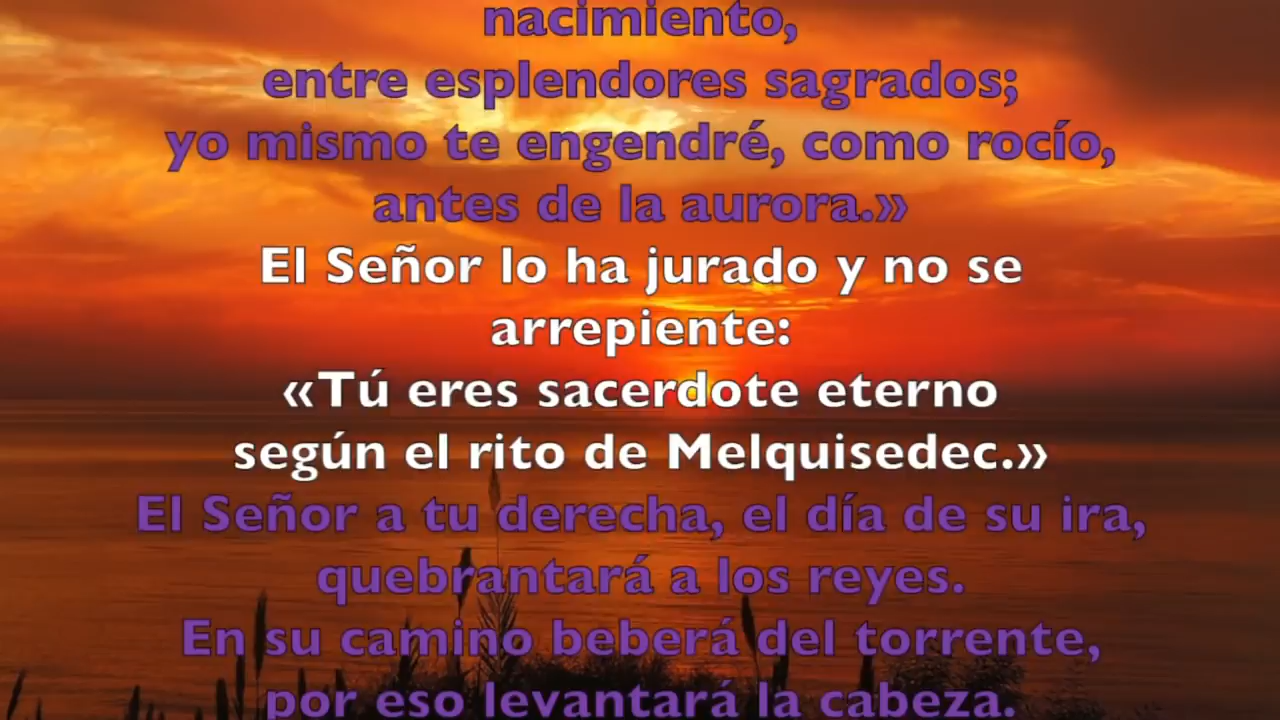 nacimiento,
entre esplendores sagrados;
yo mismo te engendré, como rocío,
antes de la aurora.»
El Señor lo ha jurado y no se
arrepiente:
«Tú eres sacerdote eterno
según el rito de Melquisedec.»
El Señor a tu derecha, el día de su ira,
quebrantará a los reyes.
En su camino beberá del torrente,
por eso levantará la cabeza.